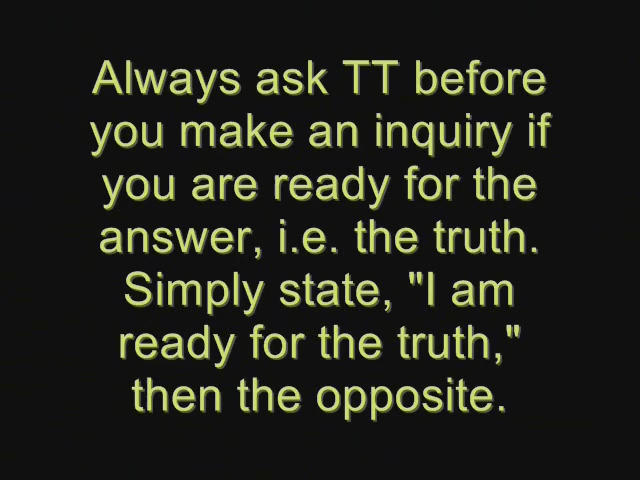 Always ask TT before
you make an inquiry if
you are ready for the
answer, i.e. the truth.
Simply state, "I am
ready for the truth,"
then the opposite.